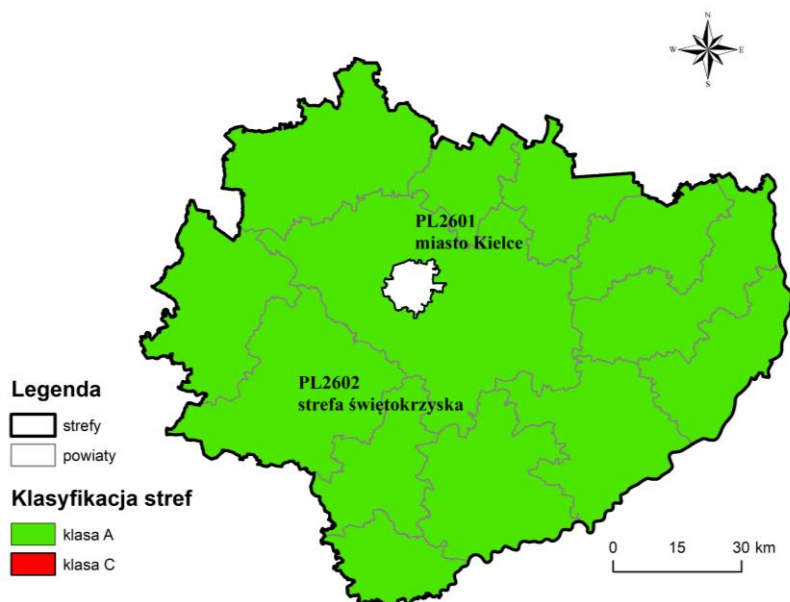 N
W E
S
PL2601
miasto Kielce
PL2602
strefa świętokrzyska
Legenda
strefy
powiaty
Klasyfikacja stref
klasa A
klasa C
0 15 30 km